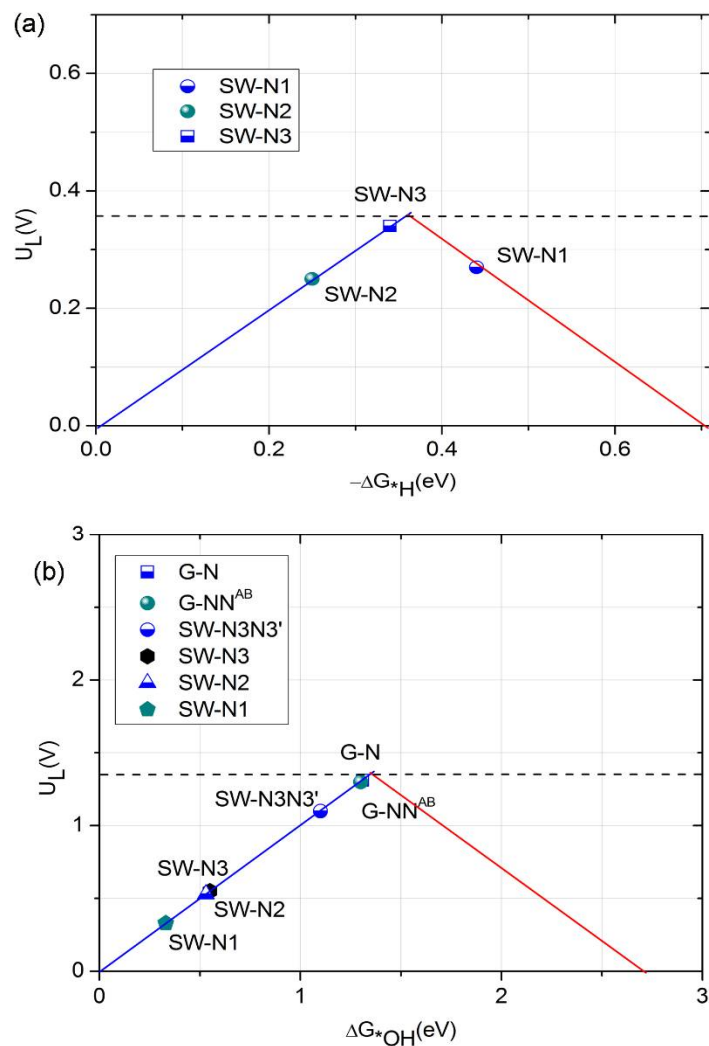 (a)
0.6
SW-N1
SW-N2
SW-N3
0.4
SW-N3
SW-N1
U_L(V)
SW-N2
0.2
0.0
0.0 0.2 0.4 0.6
−ΔG*H(eV)
(b)
3
G-N
G-NN^AB
SW-N3N3'
SW-N3
SW-N2
SW-N1
2
G-N
U_L(V)
SW-N3N3'
G-NN^AB
1
SW-N3
SW-N2
SW-N1
0
0 1 2 3
ΔG*OH(eV)